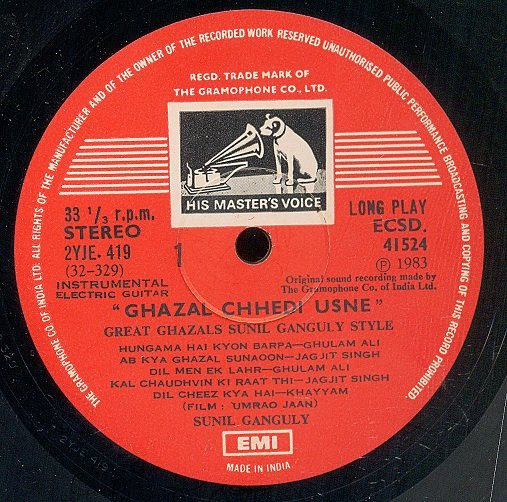 ALL RIGHTS OF THE MANUFACTURER AND OF THE OWNER OF THE RECORDED WORK RESERVED UNAUTHORISED PUBLIC PERFORMANCE BROADCASTING AND COPYING OF THIS RECORD PROHIBITED.
THE GRAMOPHONE CO. OF INDIA LTD.
REGD. TRADE MARK OF
THE GRAMOPHONE CO., LTD.
HIS MASTER'S VOICE
33 1/3 r.p.m.
STEREO
2YJE. 419
(32-329)
INSTRUMENTAL
ELECTRIC GUITAR
1
LONG PLAY
ECSD.
41524
Ⓟ 1983
Original sound recording made by
The Gramophone Co. of India Ltd.
"GHAZAL CHHEDI USNE"
GREAT GHAZALS SUNIL GANGULY STYLE
HUNGAMA HAI KYON BARPA—GHULAM ALI
AB KYA GHAZAL SUNAOON—JAGJIT SINGH
DIL MEN EK LAHR—GHULAM ALI
KAL CHAUDHVIN KI RAAT THI—JAGJIT SINGH
DIL CHEEZ KYA HAI—KHAYYAM
(FILM : 'UMRAO JAAN)
SUNIL GANGULY
EMI
MADE IN INDIA